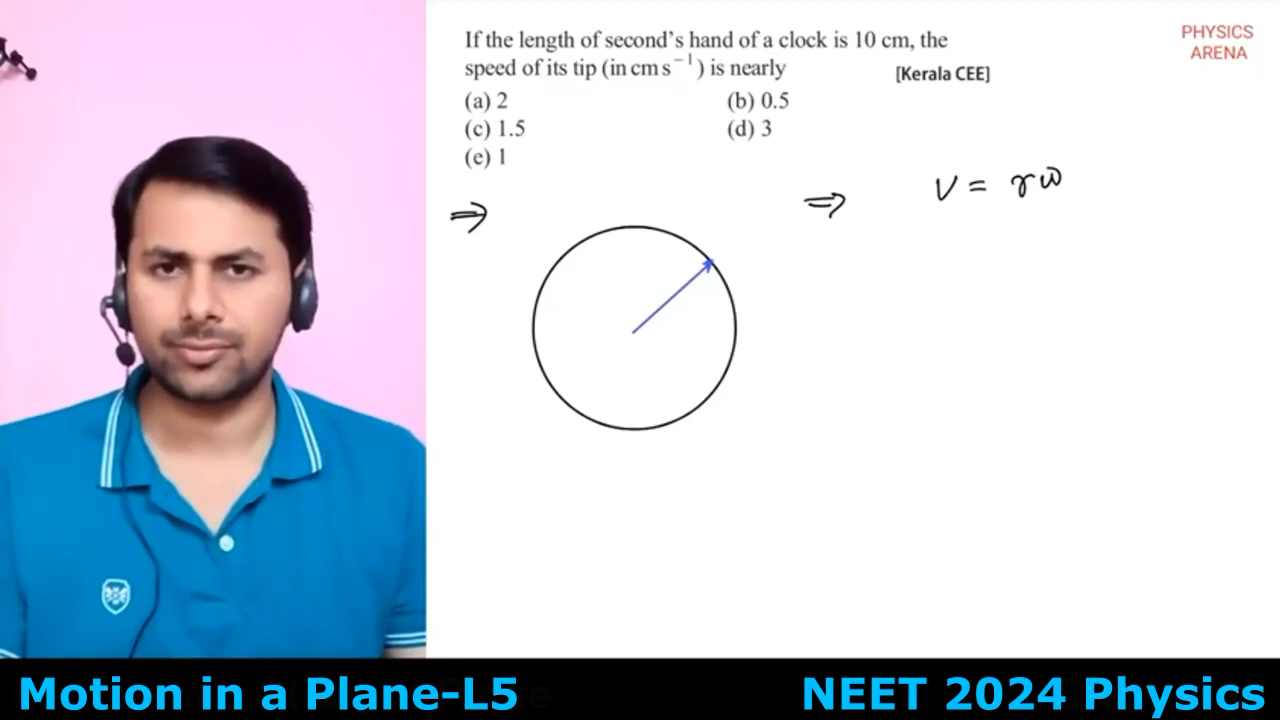 If the length of second's hand of a clock is 10 cm, the
speed of its tip (in cm s⁻¹) is nearly [Kerala CEE]
(a) 2 (b) 0.5
(c) 1.5 (d) 3
(e) 1
PHYSICS
ARENA
⇒ ⇒ V = rω
Motion in a Plane-L5 NEET 2024 Physics